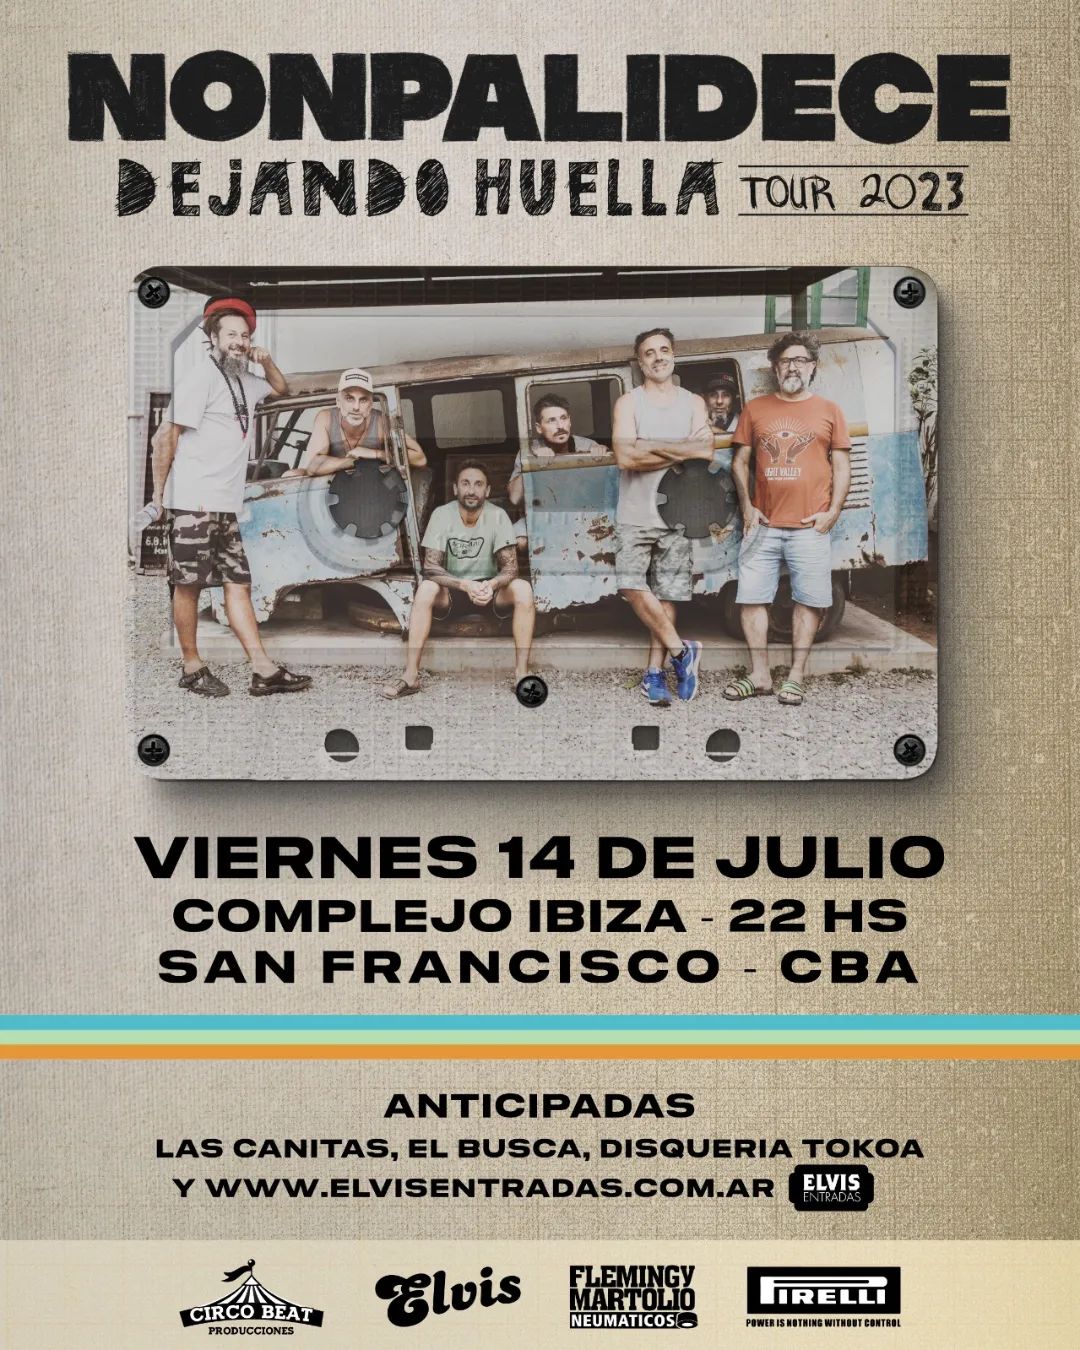 NONPALIDECE
DEJANDO HUELLA TOUR 2023
VIERNES 14 DE JULIO
COMPLEJO IBIZA - 22 HS
SAN FRANCISCO - CBA
ANTICIPADAS
LAS CANITAS, EL BUSCA, DISQUERIA TOKOA
Y WWW.ELVISENTRADAS.COM.AR
ELVIS
ENTRADAS
CIRCO BEAT
PRODUCCIONES
Elvis
FLEMING Y
MARTOLIO
NEUMATICOS
PIRELLI
POWER IS NOTHING WITHOUT CONTROL